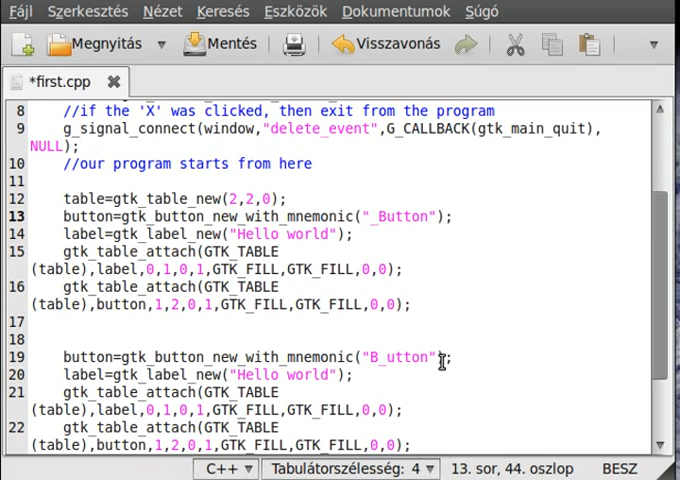 Fájl Szerkesztés Nézet Keresés Eszközök Dokumentumok Súgó
Megnyitás Mentés Visszavonás
*first.cpp
8 //if the 'X' was clicked, then exit from the program
9 g_signal_connect(window,"delete_event",G_CALLBACK(gtk_main_quit),
NULL);
10 //our program starts from here
11
12 table=gtk_table_new(2,2,0);
13 button=gtk_button_new_with_mnemonic("_Button");
14 label=gtk_label_new("Hello world");
15 gtk_table_attach(GTK_TABLE
(table),label,0,1,0,1,GTK_FILL,GTK_FILL,0,0);
16 gtk_table_attach(GTK_TABLE
(table),button,1,2,0,1,GTK_FILL,GTK_FILL,0,0);
17
18
19 button=gtk_button_new_with_mnemonic("B_utton");
20 label=gtk_label_new("Hello world");
21 gtk_table_attach(GTK_TABLE
(table),label,0,1,0,1,GTK_FILL,GTK_FILL,0,0);
22 gtk_table_attach(GTK_TABLE
(table),button,1,2,0,1,GTK_FILL,GTK_FILL,0,0);
C++ Tabulátorszélesség: 4 13. sor, 44. oszlop BESZ